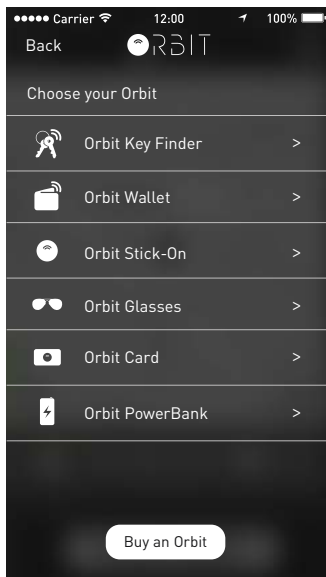 Carrier 12:00 100%
Back ORBIT
Choose your Orbit
Orbit Key Finder >
Orbit Wallet >
Orbit Stick-On >
Orbit Glasses >
Orbit Card >
Orbit PowerBank >
Buy an Orbit